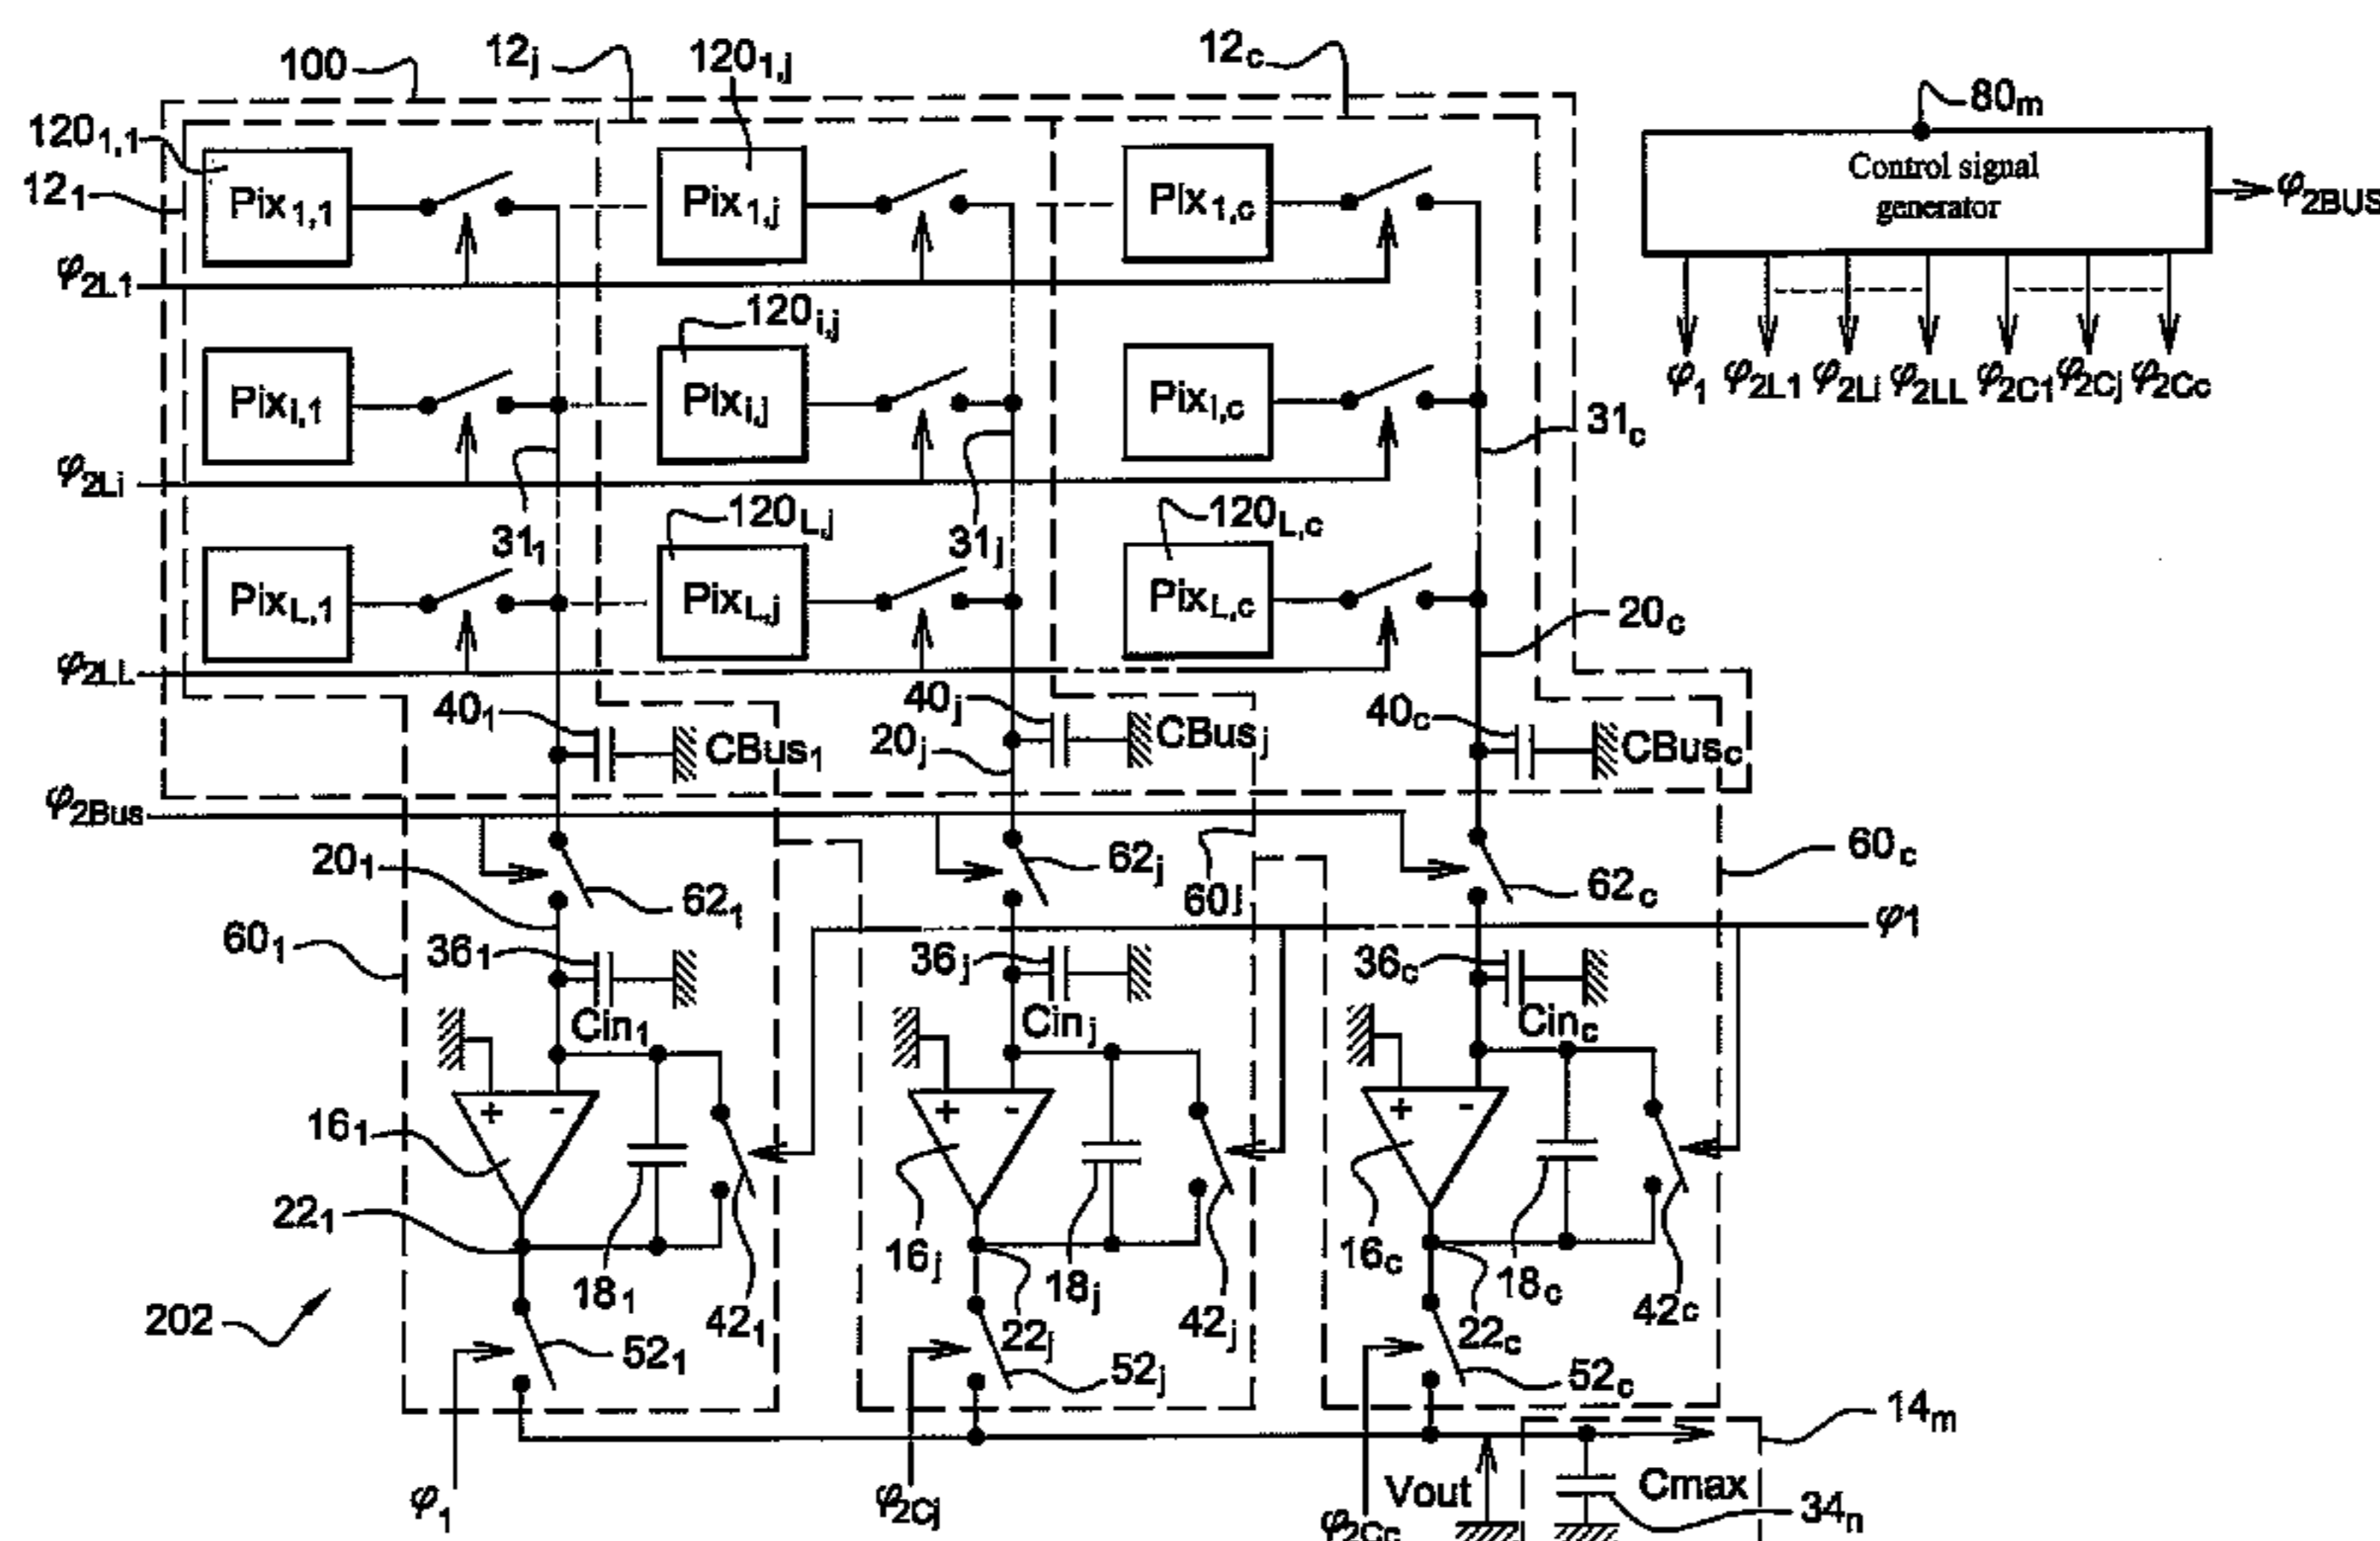 100
12j
120₁,j
12c
80m
120₁,₁
12₁
Pix₁,₁
Pix₁,j
Pix₁,c
Control signal
generator
φ2BUS
φ2L1
120i,j
φ1 φ2L1 φ2Li φ2LL φ2C1 φ2Cj φ2Cc
Pixi,1
Pixi,j
Pixi,c
31c
φ2Li
31₁
120L,j
31j
120L,c
PixL,1
PixL,j
PixL,c
20c
φ2LL
40₁
CBus₁
40j
20j
CBusj
40c
CBusc
φ2Bus
20₁
62₁
62j
60j
62c
60c
60₁
φ1
36₁
36j
36c
Cin₁
Cinj
Cinc
+ -
+ -
+ -
16₁
22₁
18₁
42₁
16j
18j
42j
16c
18c
42c
202
52₁
22j
52j
22c
52c
14m
φ1
φ2Cj
φ2Cc
Vout
Cmax
34n